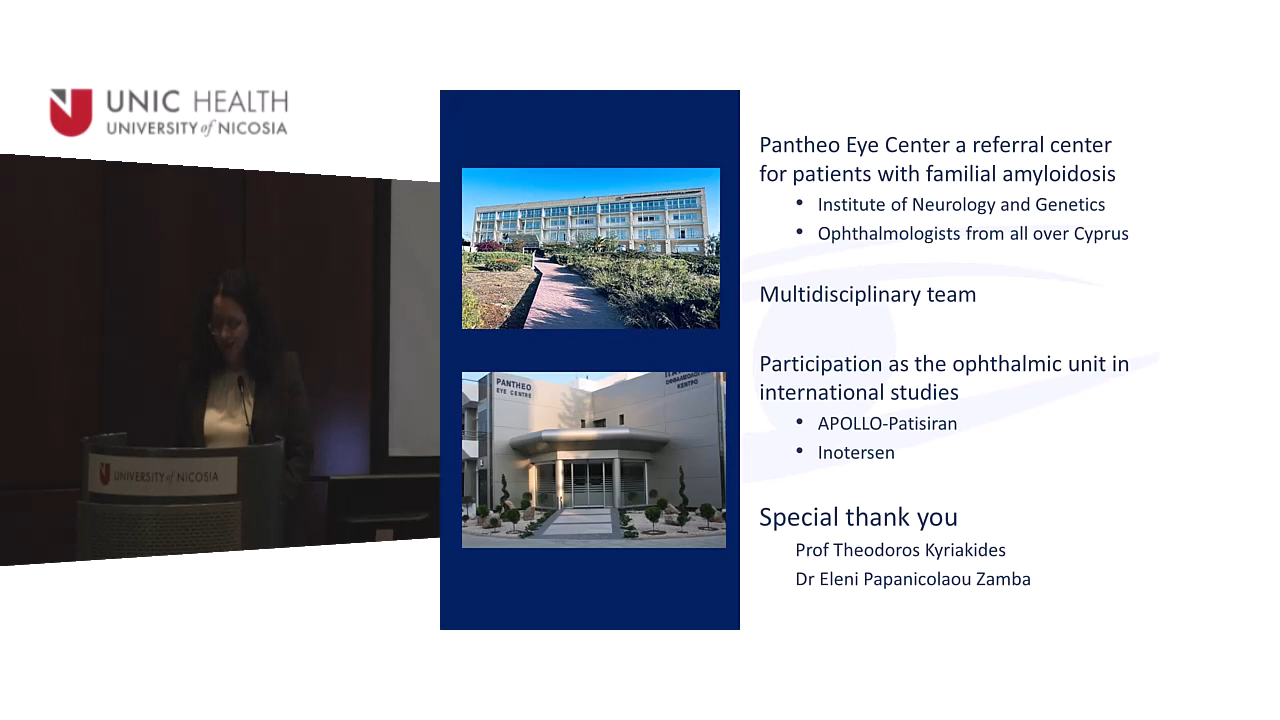 UNIC HEALTH
UNIVERSITY of NICOSIA
UNIVERSITY of NICOSIA
PANTHEO
EYE CENTRE
ΚΕΝΤΡΟ
Pantheo Eye Center a referral center
for patients with familial amyloidosis
• Institute of Neurology and Genetics
• Ophthalmologists from all over Cyprus
Multidisciplinary team
Participation as the ophthalmic unit in
international studies
• APOLLO-Patisiran
• Inotersen
Special thank you
Prof Theodoros Kyriakides
Dr Eleni Papanicolaou Zamba